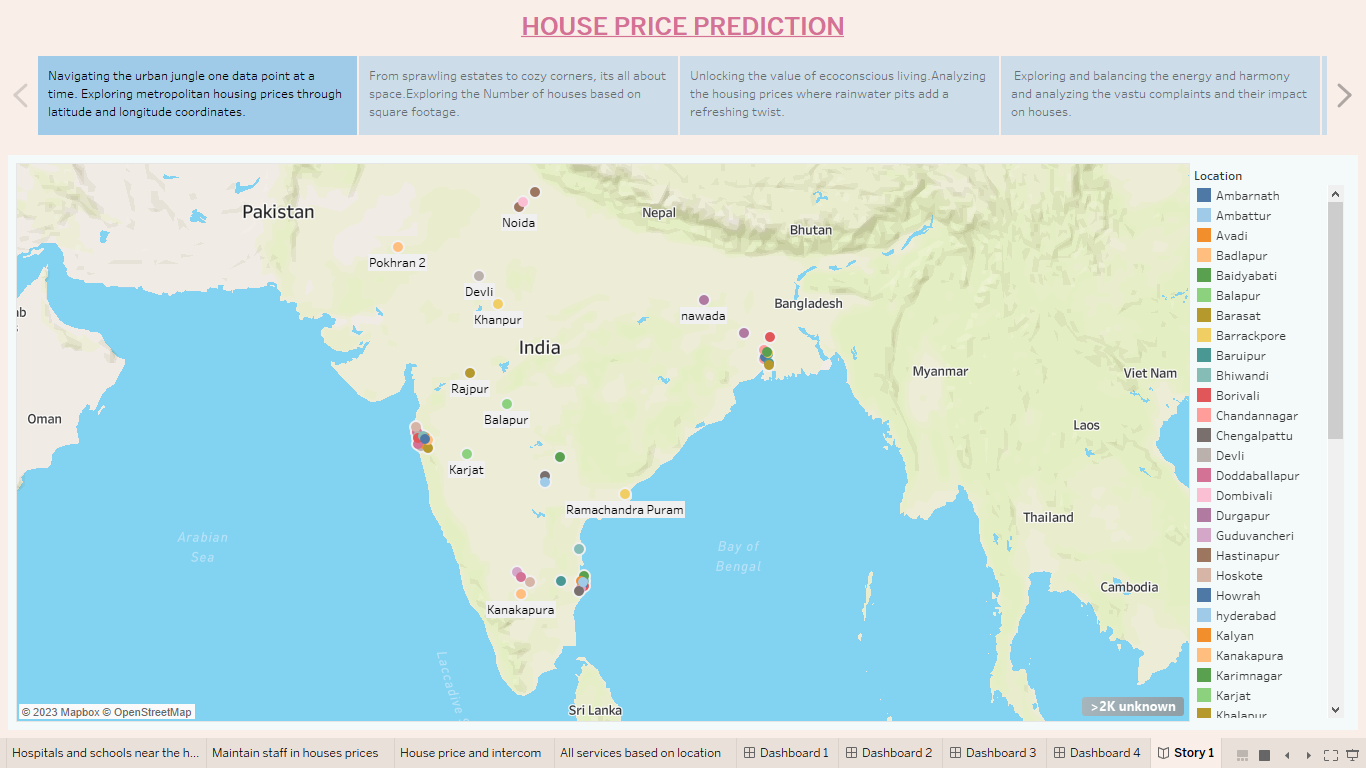 HOUSE PRICE PREDICTION
Navigating the urban jungle one data point at a
time. Exploring metropolitan housing prices through
latitude and longitude coordinates.
From sprawling estates to cozy corners, its all about
space.Exploring the Number of houses based on
square footage.
Unlocking the value of ecoconscious living.Analyzing
the housing prices where rainwater pits add a
refreshing twist.
Exploring and balancing the energy and harmony
and analyzing the vastu complaints and their impact
on houses.
Pakistan
Noida
Nepal
Bhutan
Pokhran 2
Devli
Khanpur
nawada
Bangladesh
ab
s
India
Myanmar
Viet Nam
Rajpur
Balapur
Oman
Laos
Karjat
Ramachandra Puram
Thailand
Arabian
Sea
Bay of
Bengal
Cambodia
Kanakapura
Laccadive S
Sri Lanka
>2K unknown
© 2023 Mapbox © OpenStreetMap
Location
Ambarnath
Ambattur
Avadi
Badlapur
Baidyabati
Balapur
Barasat
Barrackpore
Baruipur
Bhiwandi
Borivali
Chandannagar
Chengalpattu
Devli
Doddaballapur
Dombivali
Durgapur
Guduvancheri
Hastinapur
Hoskote
Howrah
hyderabad
Kalyan
Kanakapura
Karimnagar
Karjat
Khalapur
Hospitals and schools near the h...
Maintain staff in houses prices
House price and intercom
All services based on location
Dashboard 1
Dashboard 2
Dashboard 3
Dashboard 4
Story 1